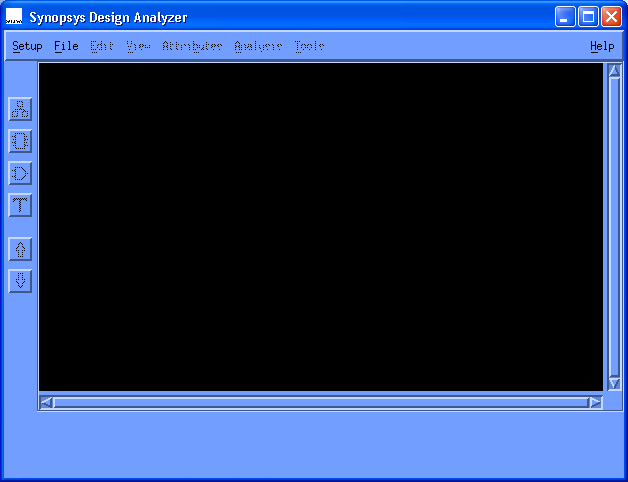 Synopsys Design Analyzer
Setup File Edit View Attributes Analysis Tools Help